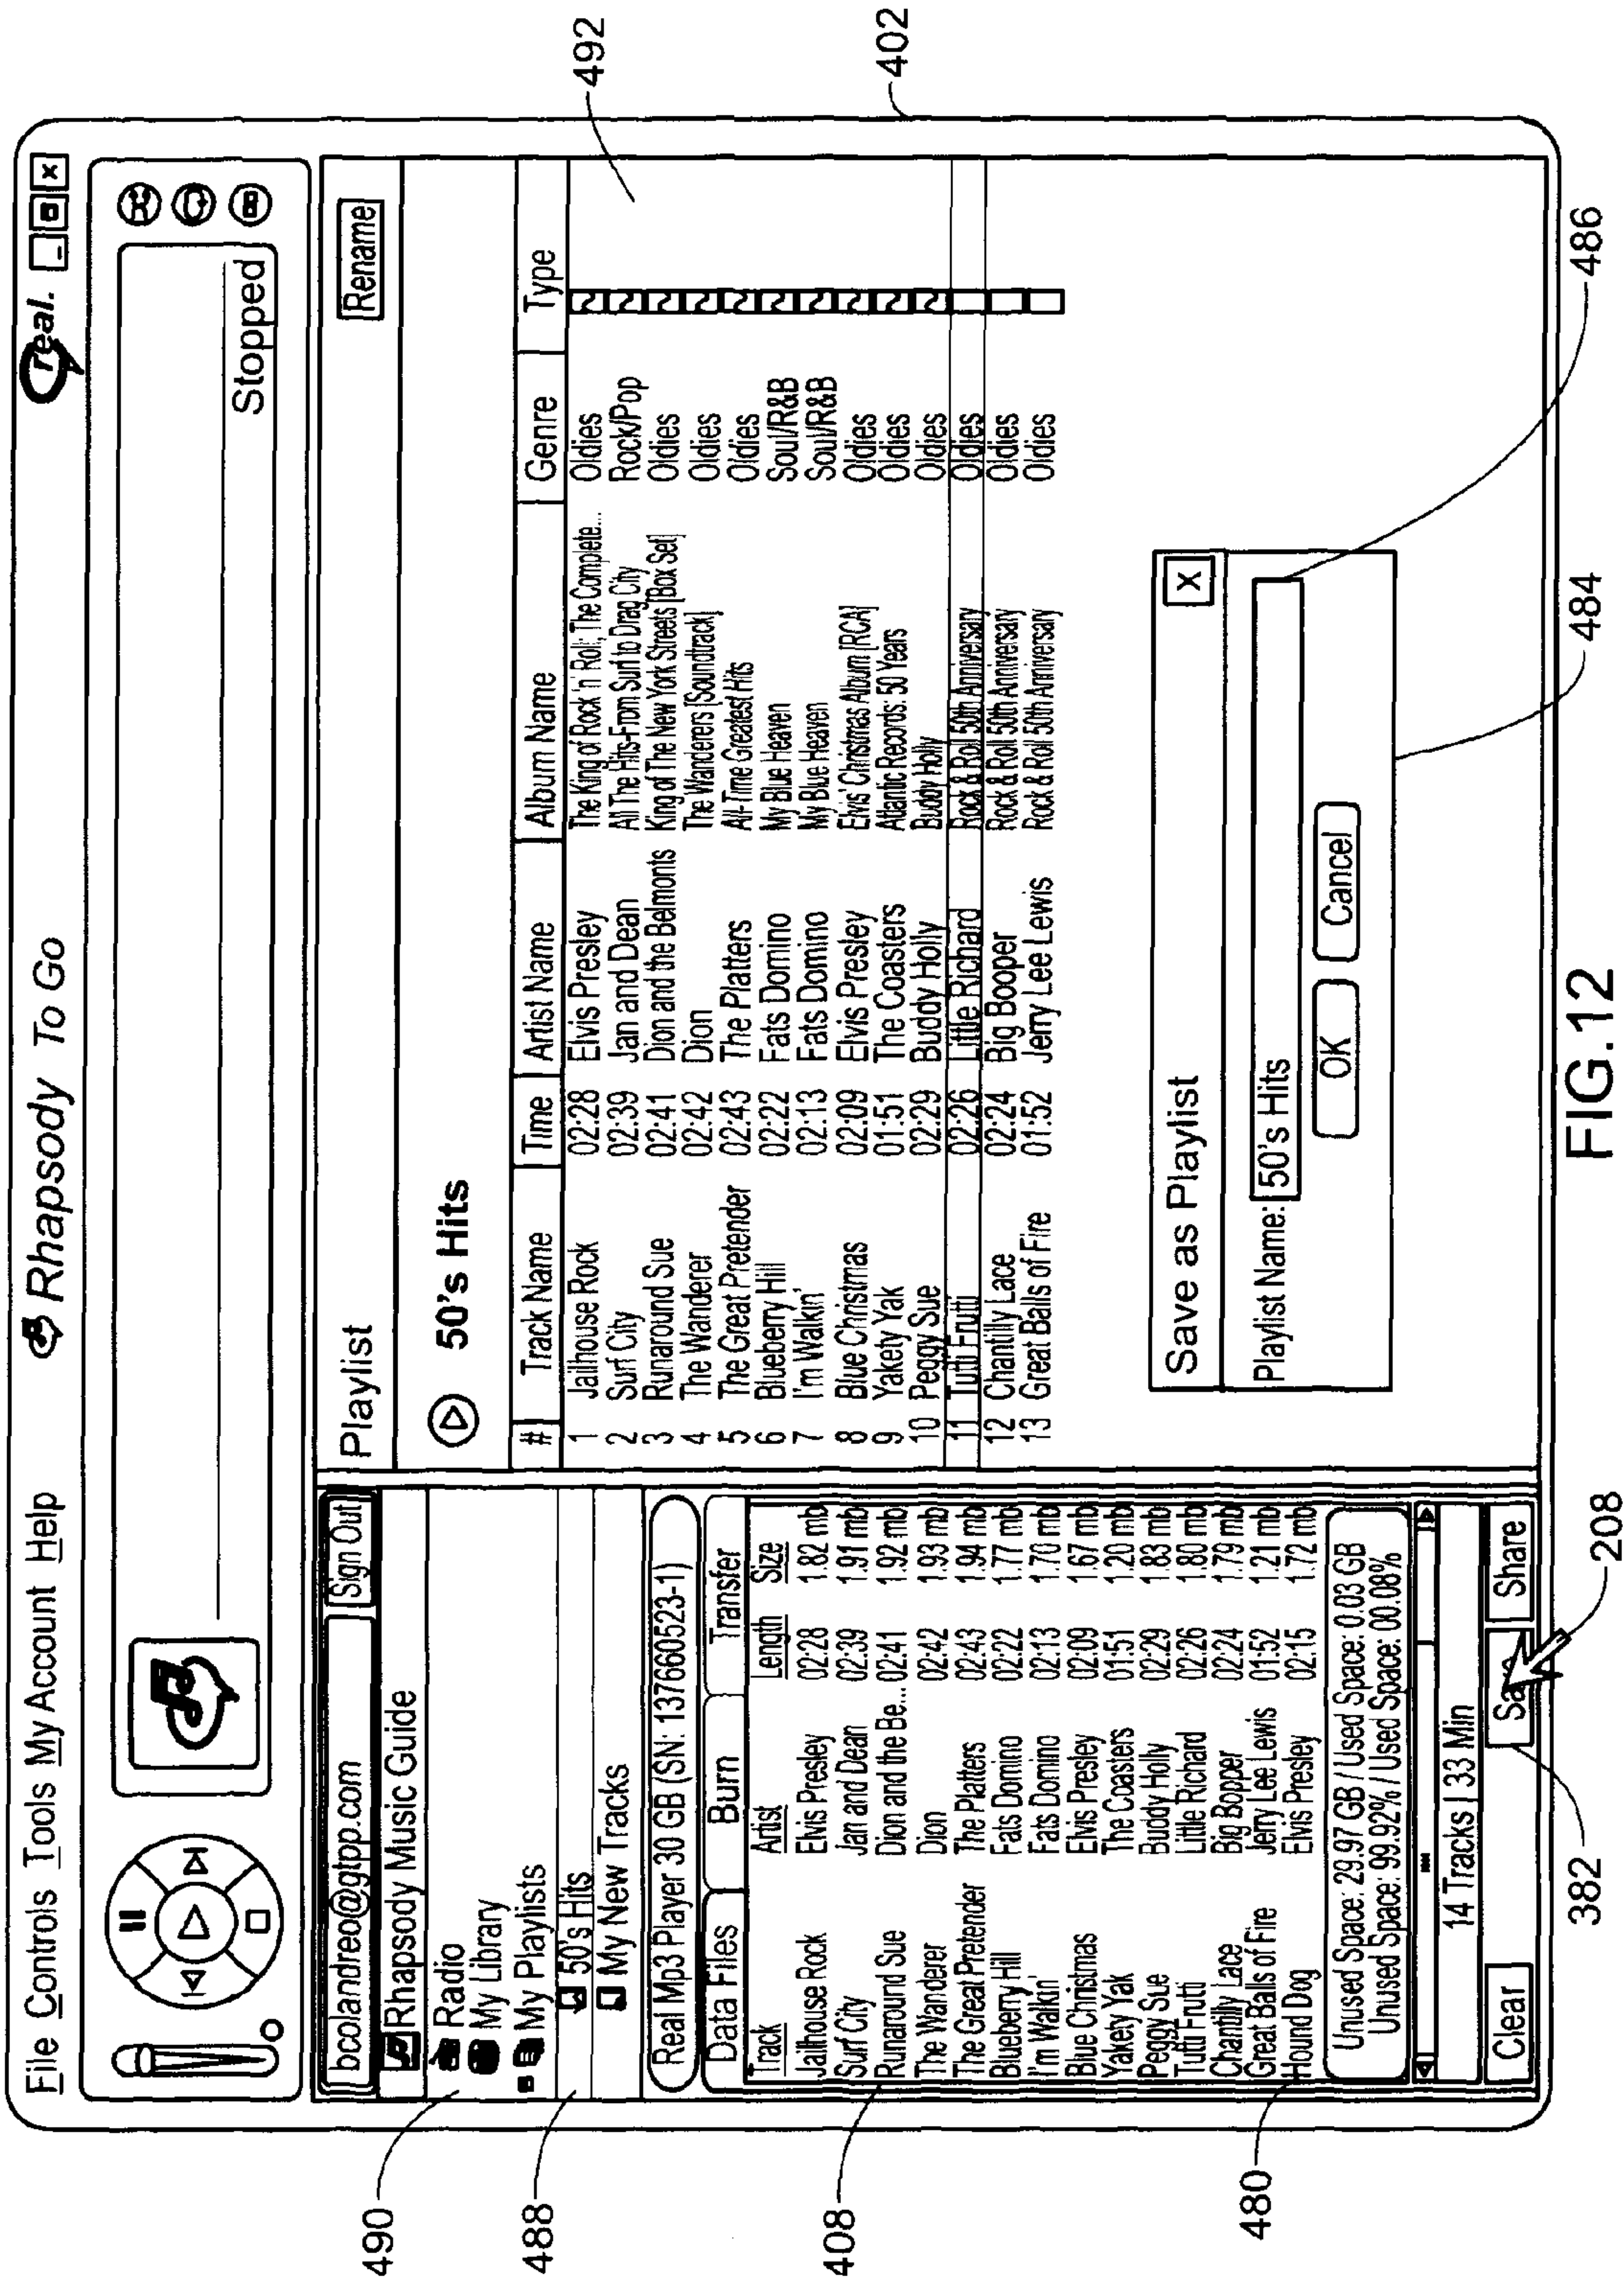 File Controls Tools My Account Help
Rhapsody To Go
real.
Stopped
bcolandreo@gtpp.com Sign Out
Rhapsody Music Guide
Radio
My Library
My Playlists
50's Hits
My New Tracks
Real Mp3 Player 30 GB (SN: 137660523-1)
Data Files Burn Transfer
Track Artist Length Size
Jailhouse Rock Elvis Presley 02:28 1.82 mb
Surf City Jan and Dean 02:39 1.91 mb
Runaround Sue Dion and the Be... 02:41 1.92 mb
The Wanderer Dion 02:42 1.93 mb
The Great Pretender The Platters 02:43 1.94 mb
Blueberry Hill Fats Domino 02:22 1.77 mb
I'm Walkin' Fats Domino 02:13 1.70 mb
Blue Christmas Elvis Presley 02:09 1.67 mb
Yakety Yak The Coasters 01:51 1.20 mb
Peggy Sue Buddy Holly 02:29 1.83 mb
Tutti Frutti Little Richard 02:26 1.80 mb
Chantilly Lace Big Bopper 02:24 1.79 mb
Great Balls of Fire Jerry Lee Lewis 01:52 1.21 mb
Hound Dog Elvis Presley 02:15 1.72 mb
Unused Space: 29.97 GB / Used Space: 0.03 GB
Unused Space: 99.92% / Used Space: 00.08%
14 Tracks | 33 Min
Clear Sa Share
Playlist Rename
50's Hits
# Track Name Time Artist Name Album Name Genre Type
1 Jailhouse Rock 02:28 Elvis Presley The King of Rock 'n' Roll; The Complete... Oldies
2 Surf City 02:39 Jan and Dean All The Hits-From Surf to Drag City Rock/Pop
3 Runaround Sue 02:41 Dion and the Belmonts King of The New York Streets [Box Set] Oldies
4 The Wanderer 02:42 Dion The Wanderers [Soundtrack] Oldies
5 The Great Pretender 02:43 The Platters All-Time Greatest Hits Oldies
6 Blueberry Hill 02:22 Fats Domino My Blue Heaven Soul/R&B
7 I'm Walkin' 02:13 Fats Domino My Blue Heaven Soul/R&B
8 Blue Christmas 02:09 Elvis Presley Elvis' Christmas Album [RCA] Oldies
9 Yakety Yak 01:51 The Coasters Atlantic Records: 50 Years Oldies
10 Peggy Sue 02:29 Buddy Holly Buddy Holly Oldies
11 Tutti Frutti 02:26 Little Richard Rock & Roll 50th Anniversary Oldies
12 Chantilly Lace 02:24 Big Booper Rock & Roll 50th Anniversary Oldies
13 Great Balls of Fire 01:52 Jerry Lee Lewis Rock & Roll 50th Anniversary Oldies
Save as Playlist X
Playlist Name: 50's Hits
OK Cancel
490
488
408
480
382
208
492
402
486
484
FIG.12